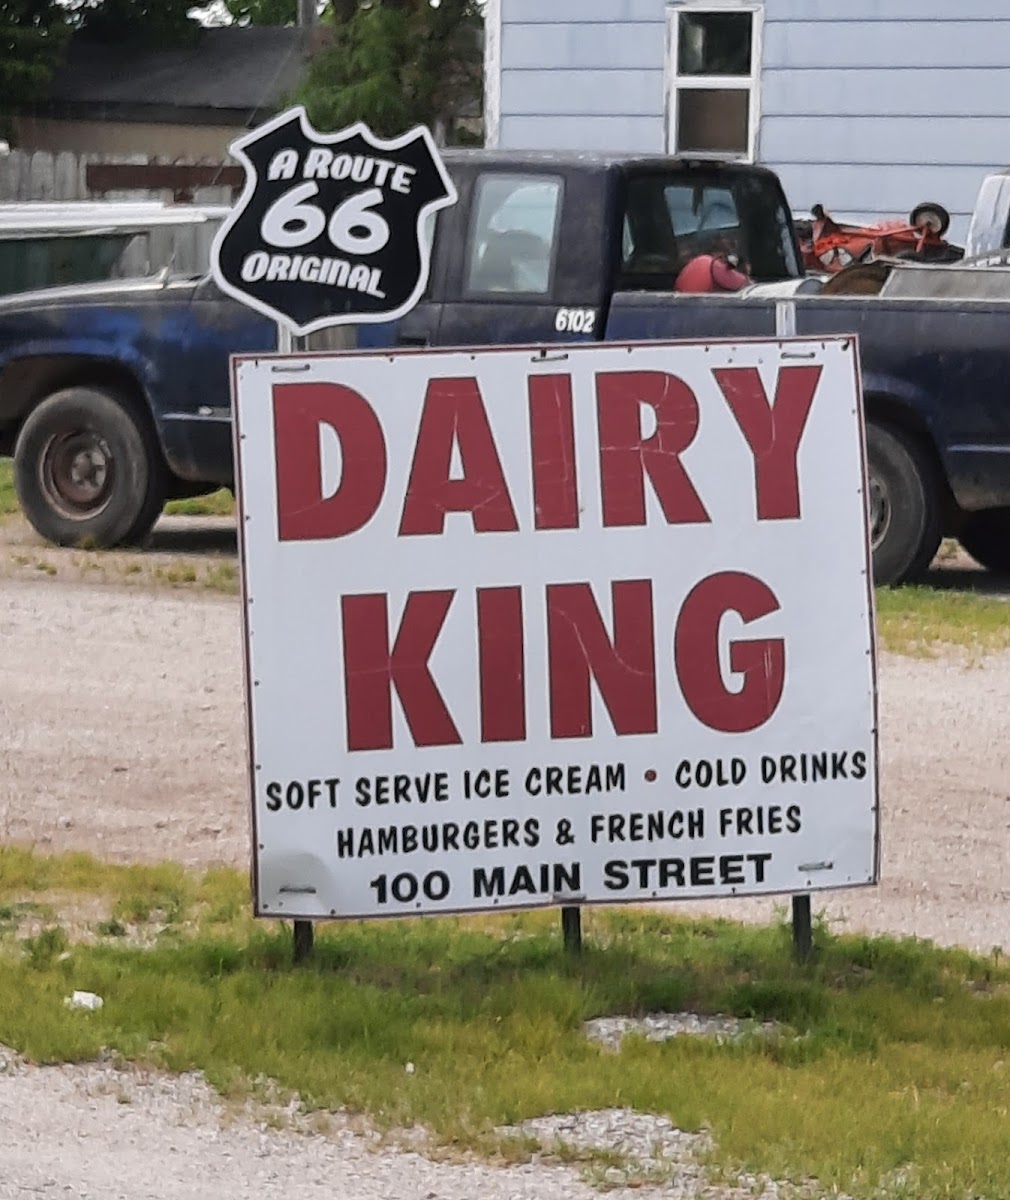 A ROUTE
66
ORIGINAL
6102
DAIRY
KING
SOFT SERVE ICE CREAM • COLD DRINKS
HAMBURGERS & FRENCH FRIES
100 MAIN STREET